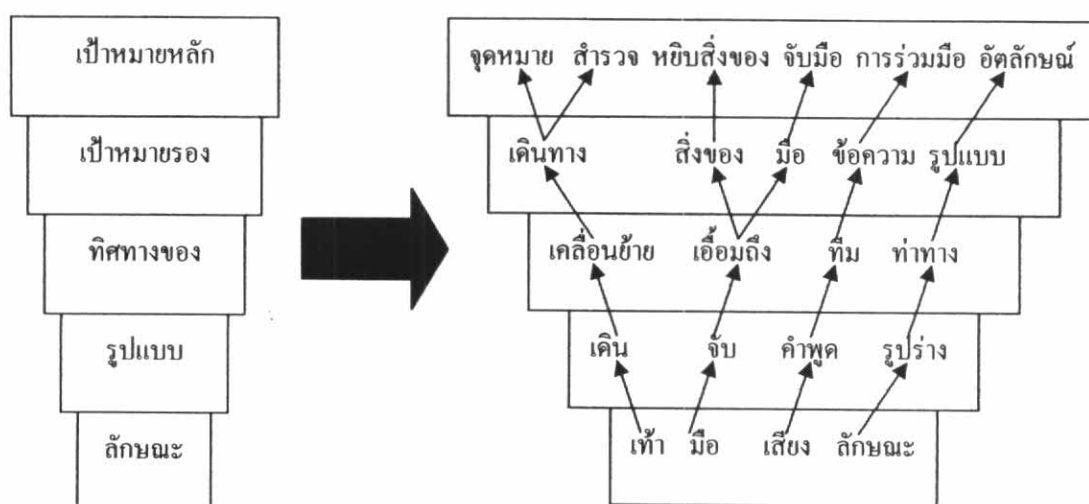 เป้าหมายหลัก
เป้าหมายรอง
ทิศทางของ
รูปแบบ
ลักษณะ
จุดหมาย สำรวจ หยิบสิ่งของ จับมือ การร่วมมือ อัตลักษณ์
เดินทาง สิ่งของ มือ ข้อความ รูปแบบ
เคลื่อนย้าย เอื้อมถึง ทีม ท่าทาง
เดิน จับ คำพูด รูปร่าง
เท้า มือ เสียง ลักษณะ